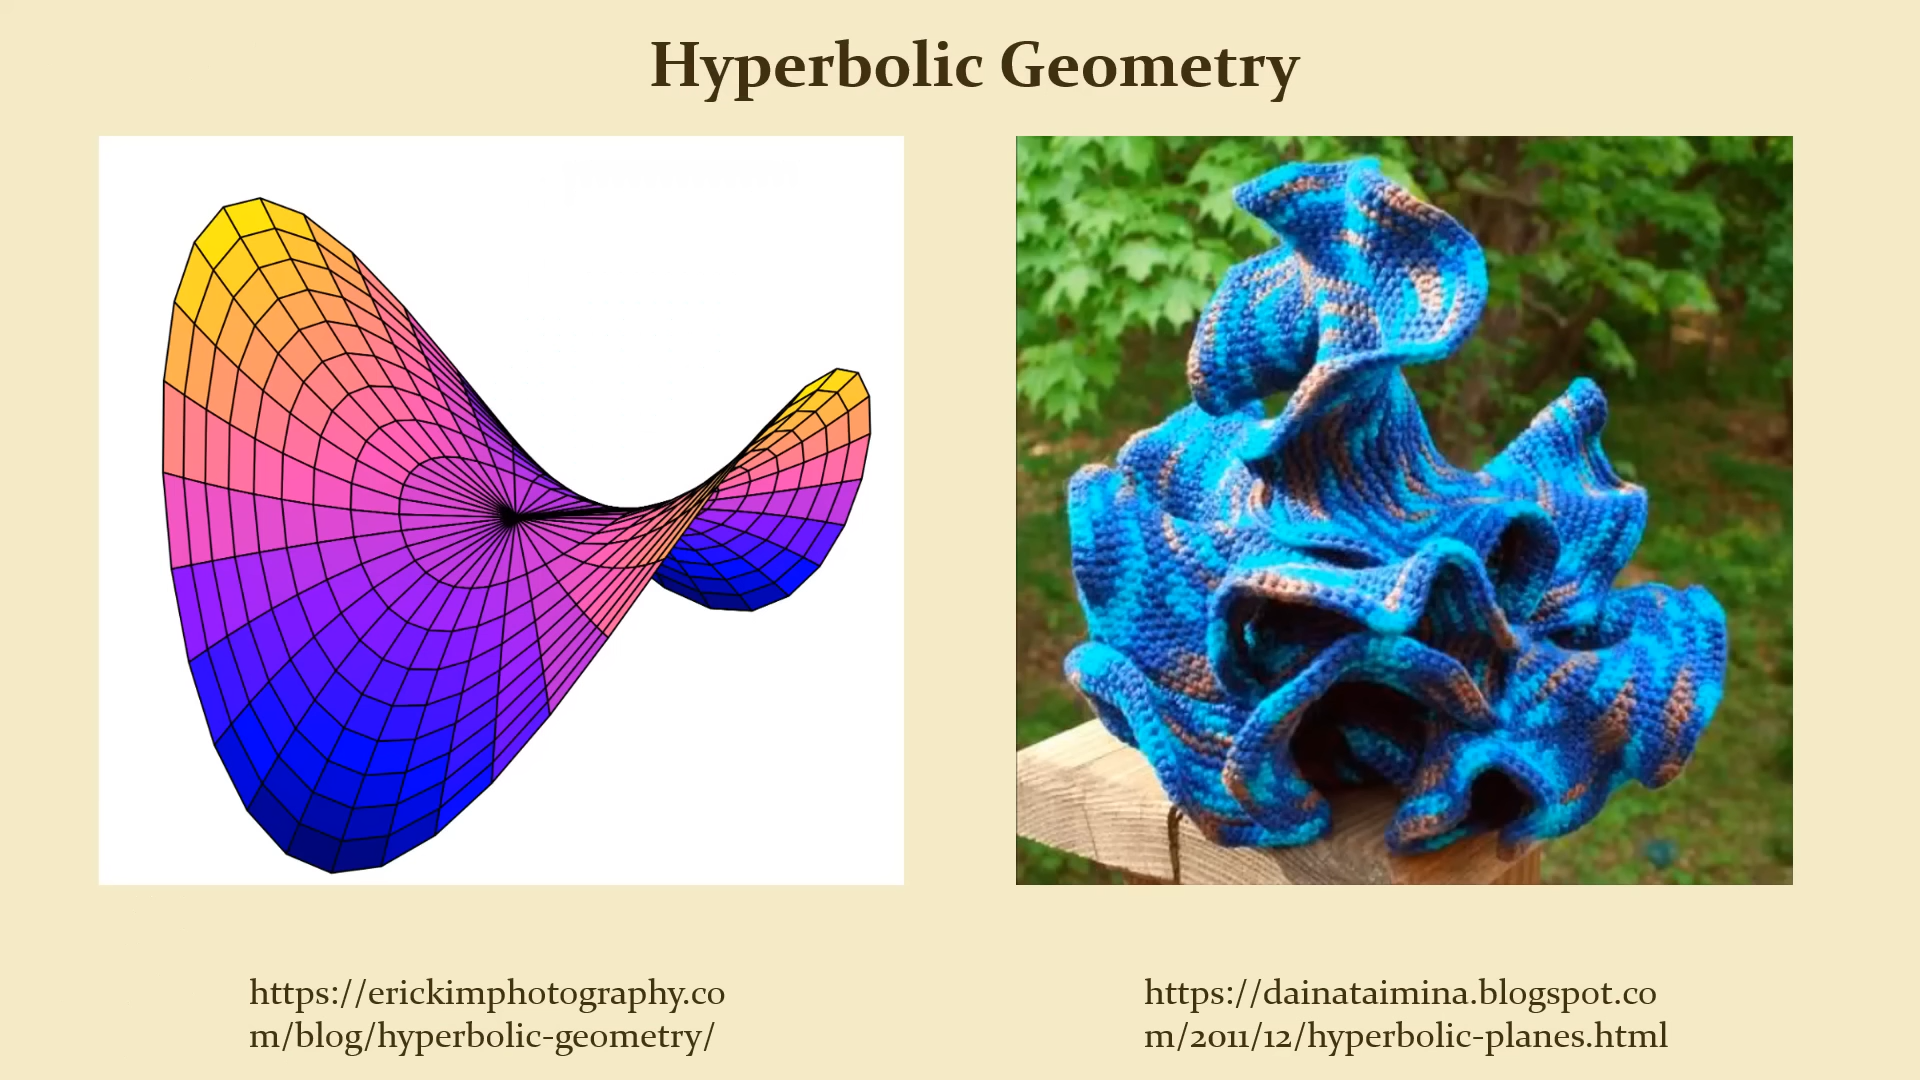 Hyperbolic Geometry
https://erickimphotography.co
m/blog/hyperbolic-geometry/
https://dainataimina.blogspot.co
m/2011/12/hyperbolic-planes.html